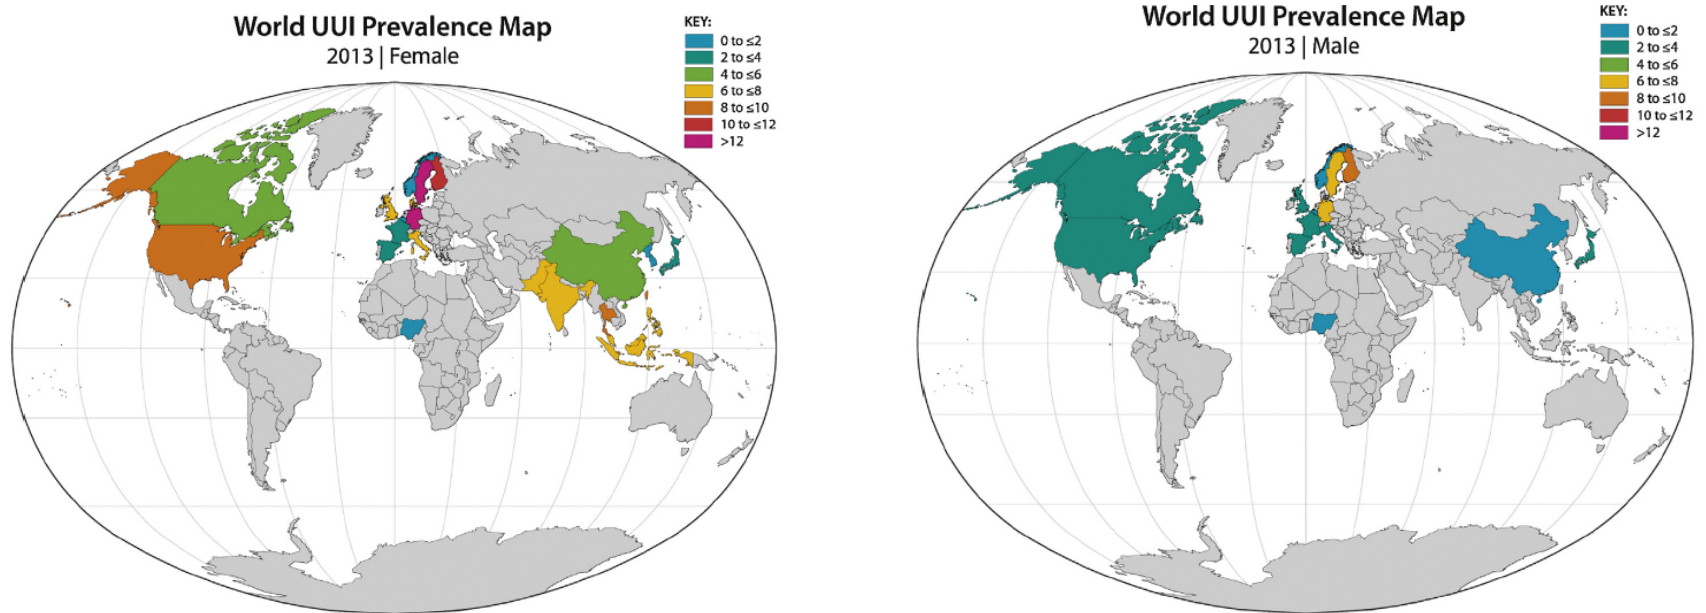 World UUI Prevalence Map
2013 | Female
KEY:
0 to ≤2
2 to ≤4
4 to ≤6
6 to ≤8
8 to ≤10
10 to ≤12
>12
World UUI Prevalence Map
2013 | Male
KEY:
0 to ≤2
2 to ≤4
4 to ≤6
6 to ≤8
8 to ≤10
10 to ≤12
>12